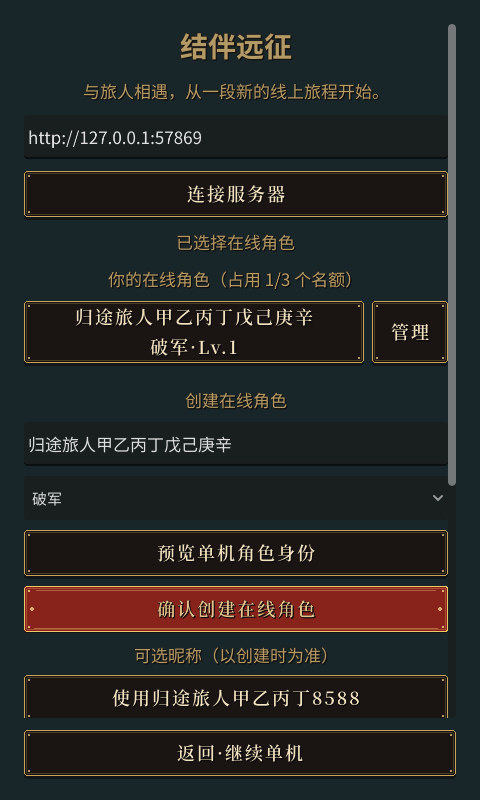 结伴远征
与旅人相遇，从一段新的线上旅程开始。
http://127.0.0.1:57869
连接服务器
已选择在线角色
你的在线角色（占用 1/3 个名额）
归途旅人甲乙丙丁戊己庚辛
破军·Lv.1
管理
创建在线角色
归途旅人甲乙丙丁戊己庚辛
破军
预览单机角色身份
确认创建在线角色
可选昵称（以创建时为准）
使用归途旅人甲乙丙丁8588
返回·继续单机